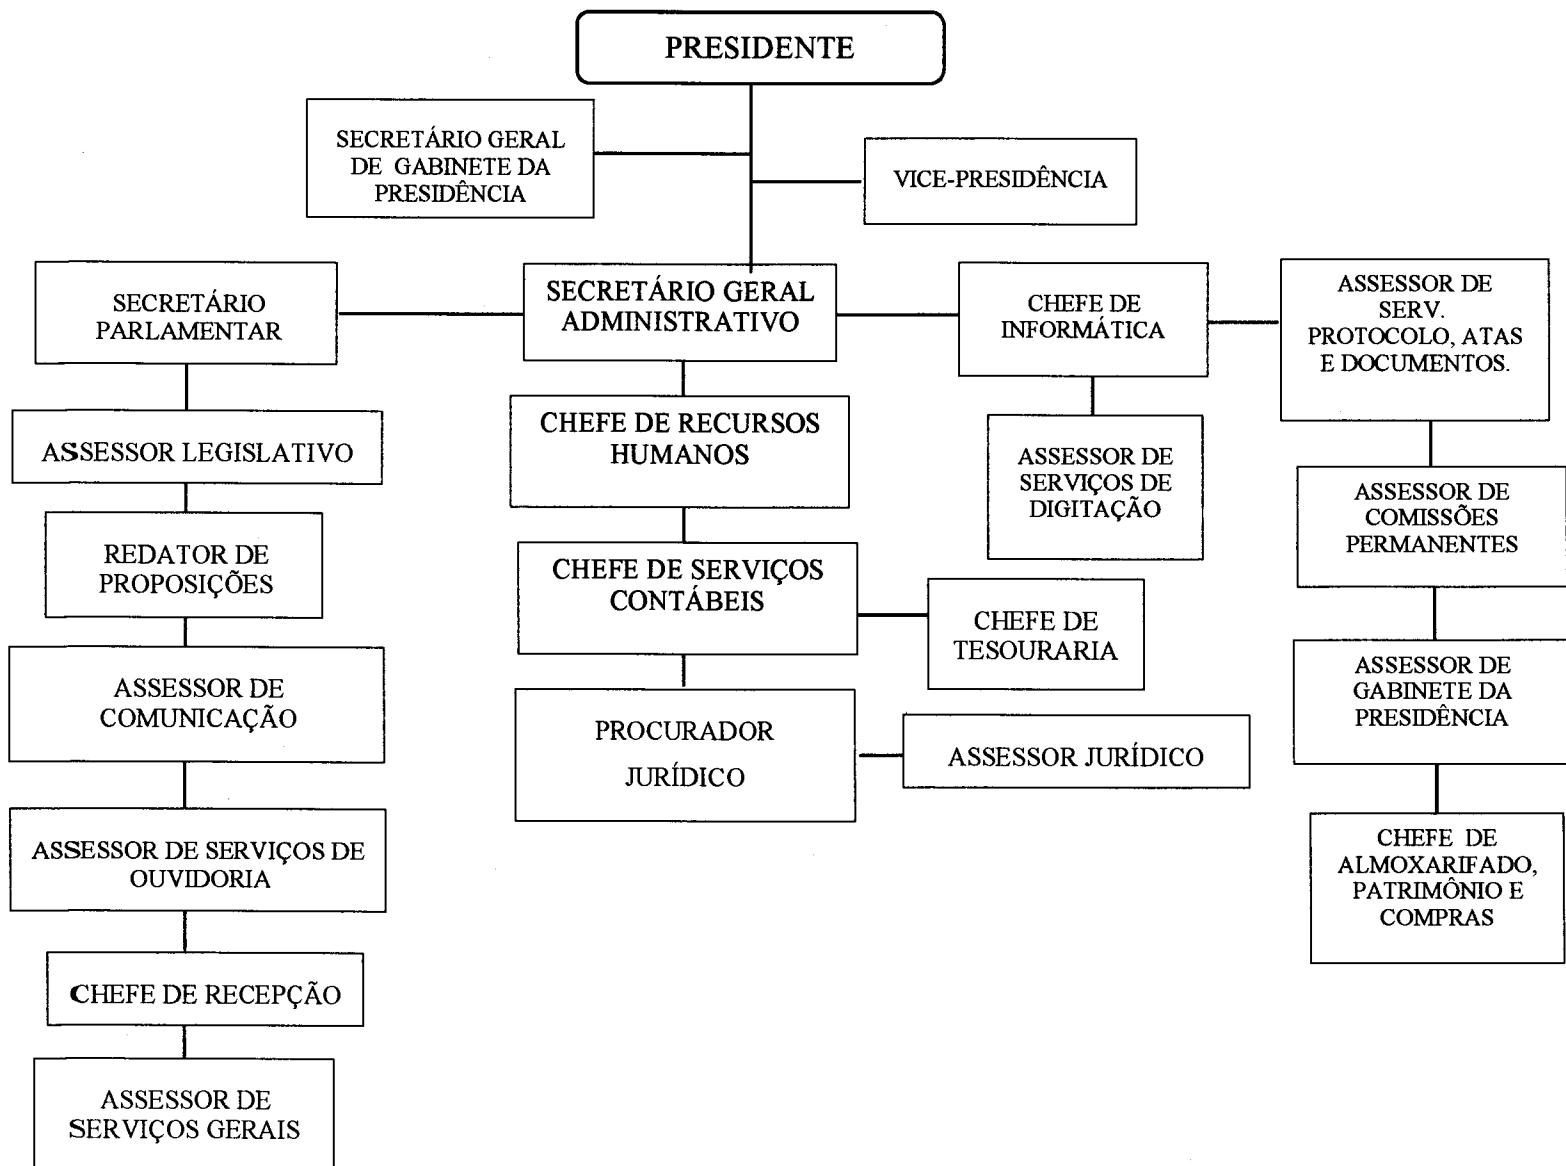 PRESIDENTE
SECRETÁRIO GERAL
DE GABINETE DA
PRESIDÊNCIA
VICE-PRESIDÊNCIA
SECRETÁRIO
PARLAMENTAR
SECRETÁRIO GERAL
ADMINISTRATIVO
CHEFE DE
INFORMÁTICA
ASSESSOR DE
SERV.
PROTOCOLO, ATAS
E DOCUMENTOS.
ASSESSOR LEGISLATIVO
CHEFE DE RECURSOS
HUMANOS
ASSESSOR DE
SERVIÇOS DE
DIGITAÇÃO
ASSESSOR DE
COMISSÕES
PERMANENTES
REDATOR DE
PROPOSIÇÕES
CHEFE DE SERVIÇOS
CONTÁBEIS
CHEFE DE
TESOURARIA
ASSESSOR DE
COMUNICAÇÃO
ASSESSOR DE
GABINETE DA
PRESIDÊNCIA
PROCURADOR
JURÍDICO
ASSESSOR JURÍDICO
ASSESSOR DE SERVIÇOS DE
OUVIDORIA
CHEFE DE
ALMOXARIFADO,
PATRIMÔNIO E
COMPRAS
CHEFE DE RECEPÇÃO
ASSESSOR DE
SERVIÇOS GERAIS